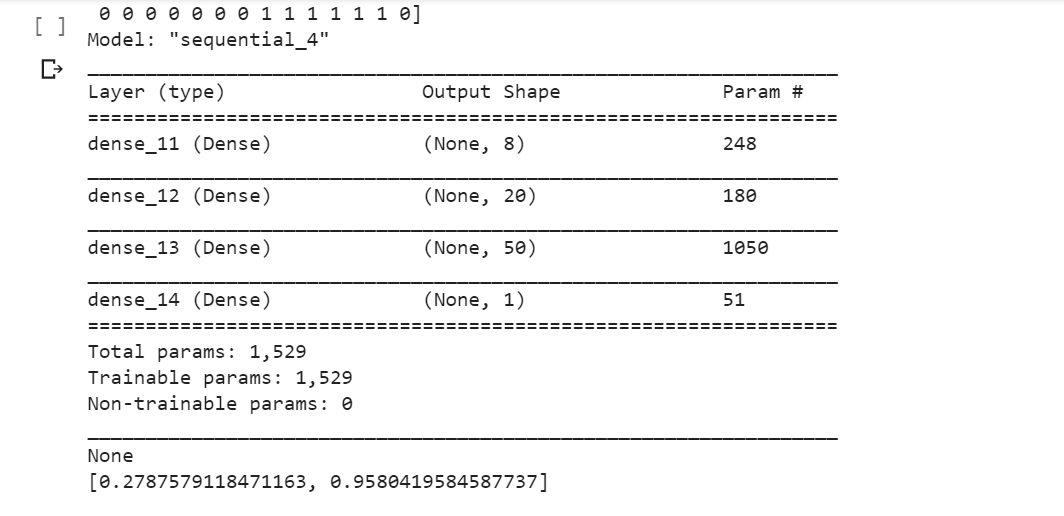 0 0 0 0 0 0 0 1 1 1 1 1 1 0]
[ ]
Model: "sequential_4"
Layer (type) Output Shape Param #
=================================================================
dense_11 (Dense) (None, 8) 248
_________________________________________________________________
dense_12 (Dense) (None, 20) 180
_________________________________________________________________
dense_13 (Dense) (None, 50) 1050
_________________________________________________________________
dense_14 (Dense) (None, 1) 51
=================================================================
Total params: 1,529
Trainable params: 1,529
Non-trainable params: 0
_________________________________________________________________
None
[0.2787579118471163, 0.9580419584587737]